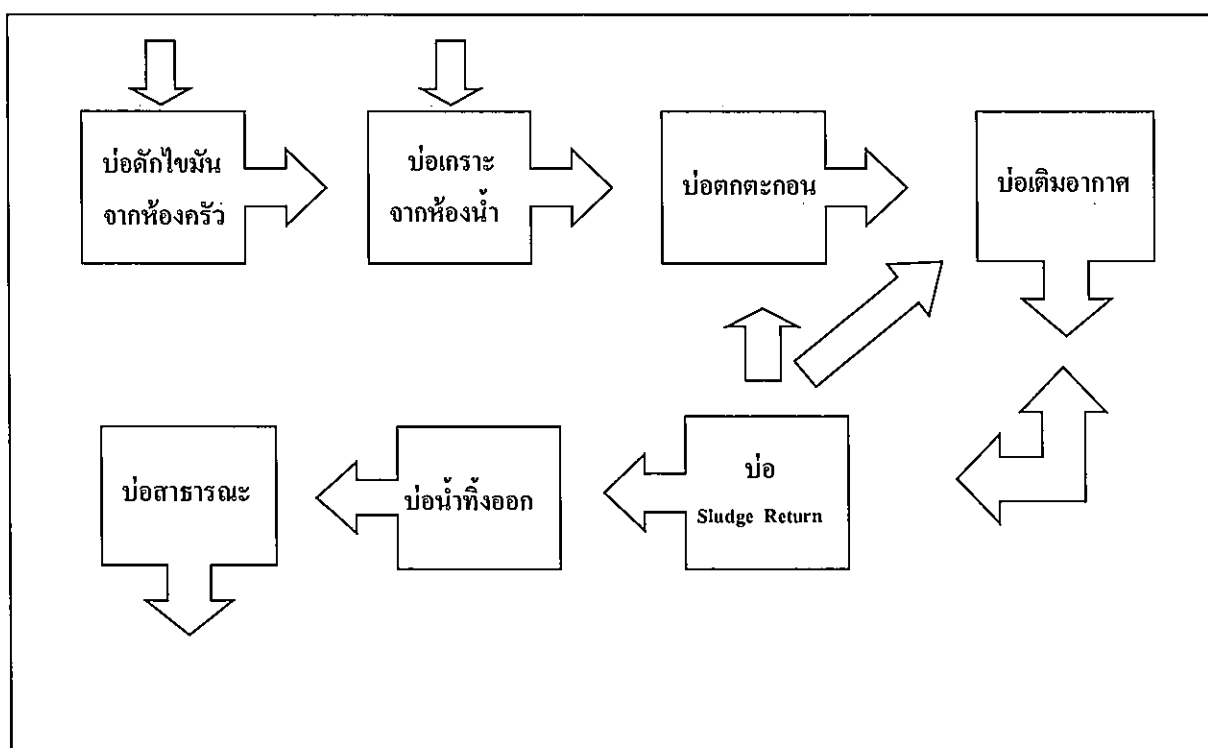 บ่อดักไขมัน
จากห้องครัว
บ่อเกราะ
จากห้องน้ำ
บ่อตกตะกอน
บ่อเติมอากาศ
บ่อสาธารณะ
บ่อน้ำทิ้งออก
บ่อ
Sludge Return